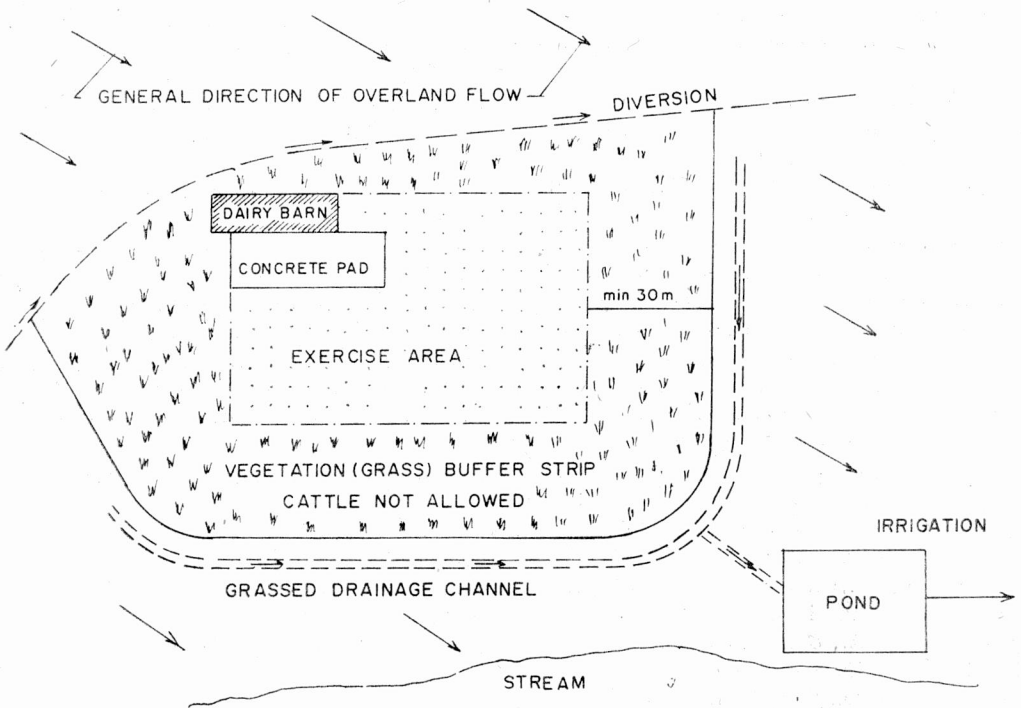 GENERAL DIRECTION OF OVERLAND FLOW
DIVERSION
DAIRY BARN
CONCRETE PAD
min 30m
EXERCISE AREA
VEGETATION (GRASS) BUFFER STRIP
CATTLE NOT ALLOWED
IRRIGATION
GRASSED DRAINAGE CHANNEL
POND
STREAM